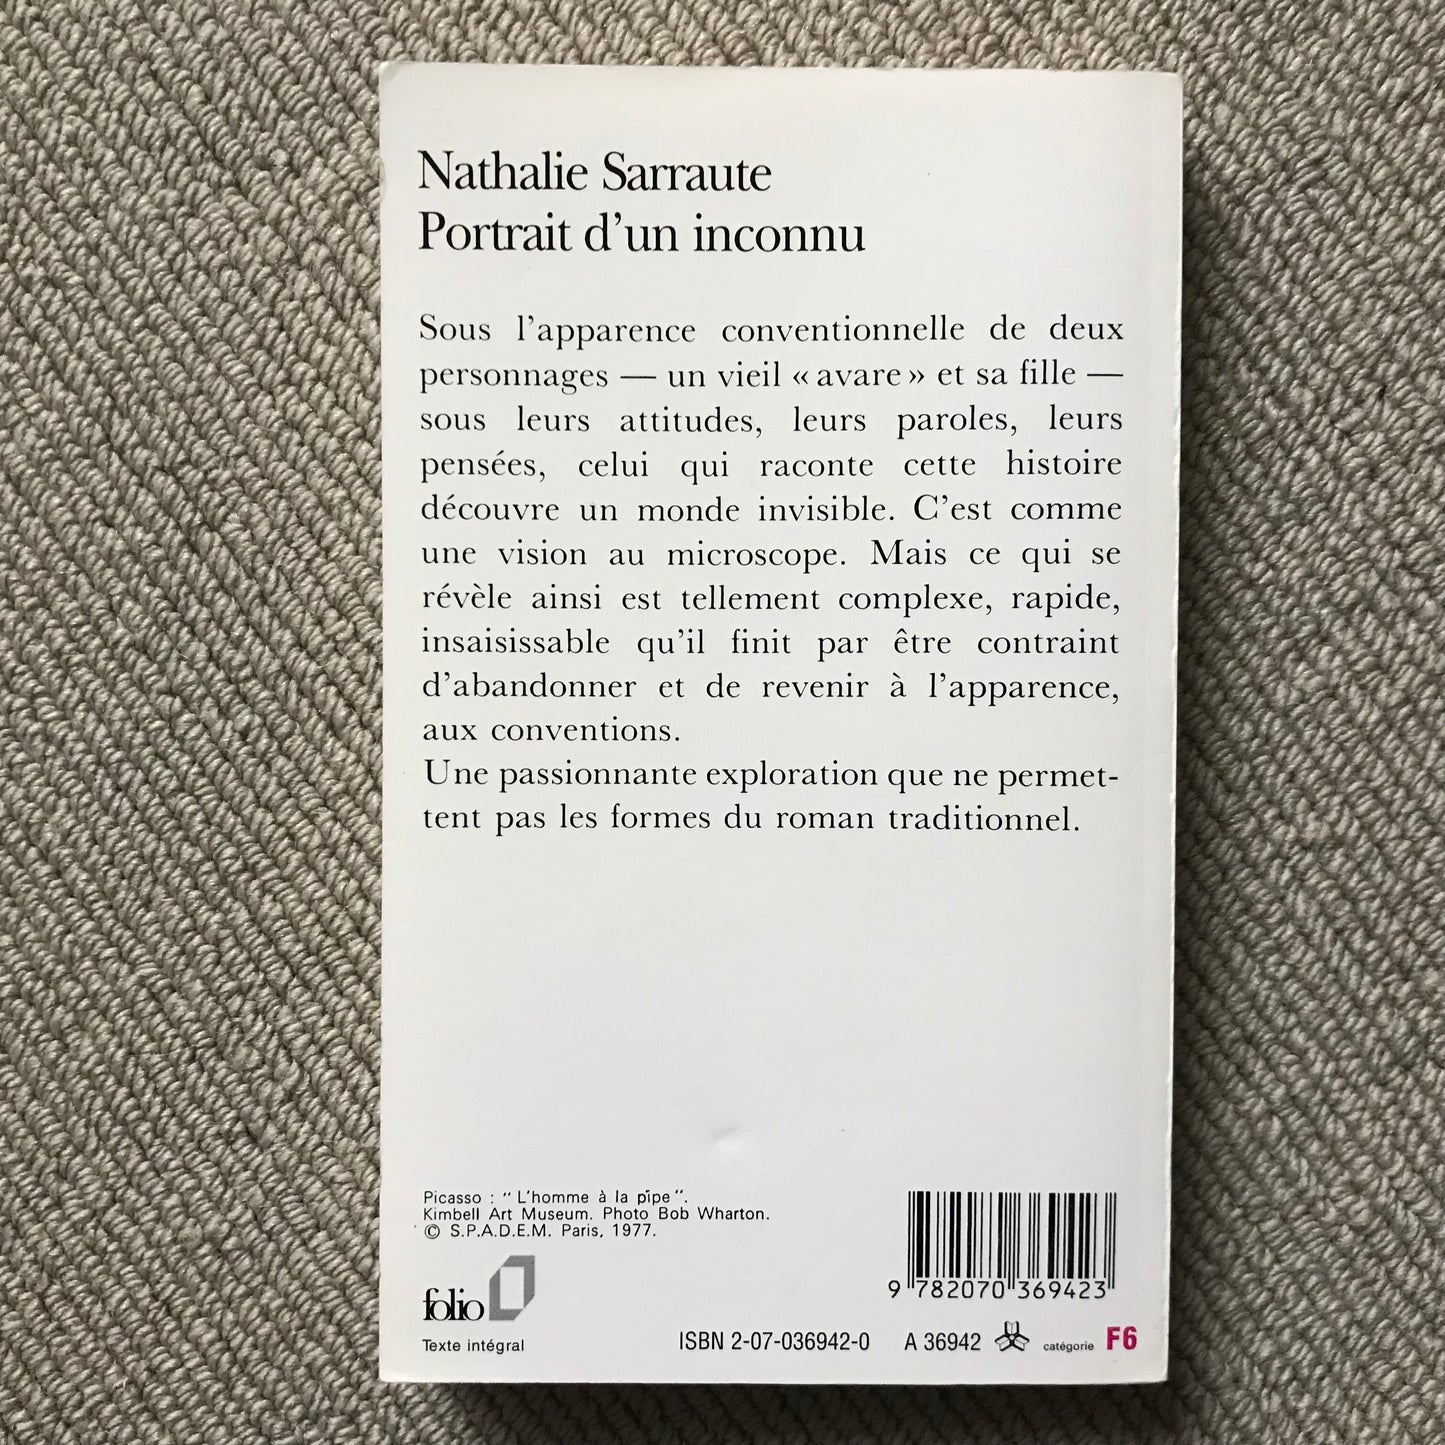 Nathalie Sarraute
Portrait d'un inconnu
Sous l'apparence conventionnelle de deux
personnages — un vieil « avare » et sa fille —
sous leurs attitudes, leurs paroles, leurs
pensées, celui qui raconte cette histoire
découvre un monde invisible. C'est comme
une vision au microscope. Mais ce qui se
révèle ainsi est tellement complexe, rapide,
insaisissable qu'il finit par être contraint
d'abandonner et de revenir à l'apparence,
aux conventions.
Une passionnante exploration que ne permet-
tent pas les formes du roman traditionnel.
Picasso : "L'homme à la pipe".
Kimbell Art Museum. Photo Bob Wharton.
© S.P.A.D.E.M. Paris, 1977.
9 782070 369423
folio
Texte intégral
ISBN 2-07-036942-0 A 36942 catégorie F6